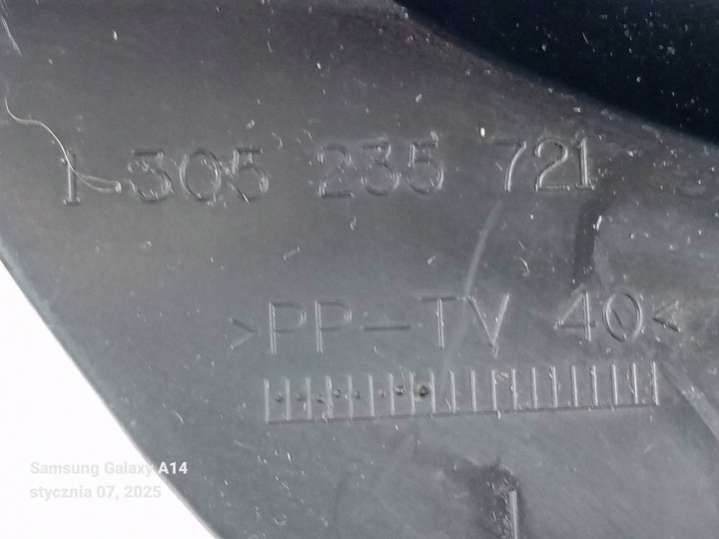 1 305 235 721
>PP-TV 40<
Samsung Galaxy A14
stycznia 07, 2025